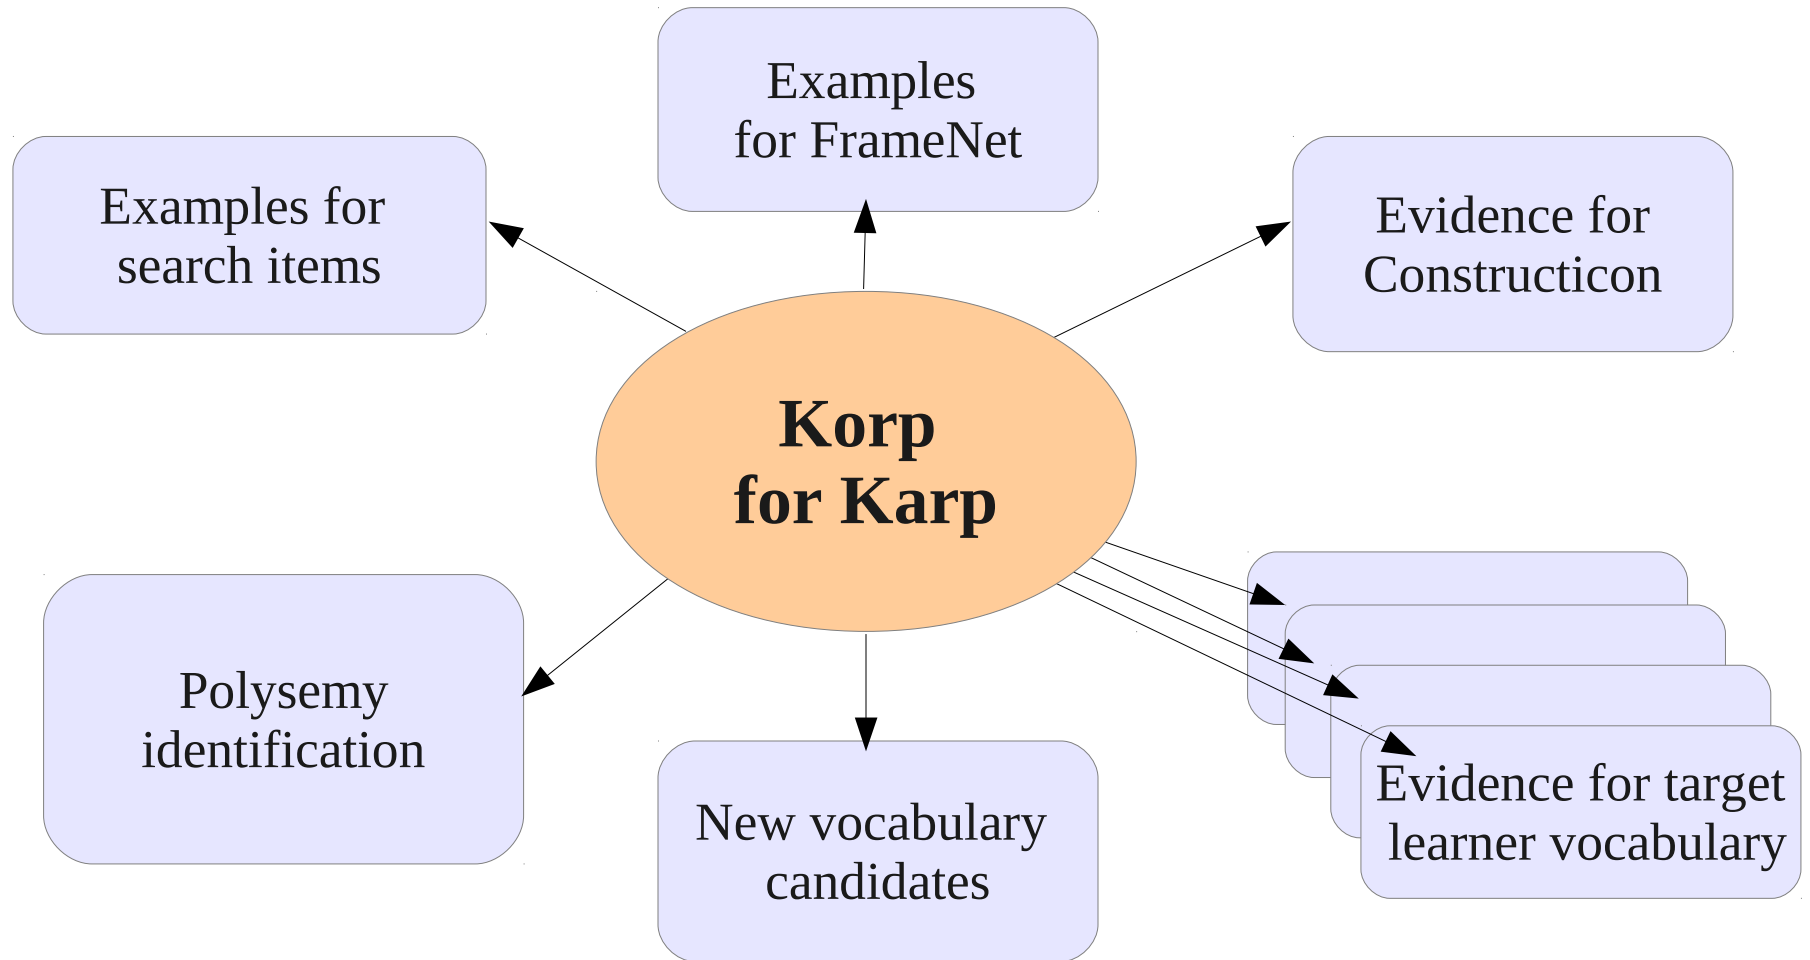 Examples
for FrameNet
Examples for
search items
Evidence for
Constructicon
Korp
for Karp
Polysemy
identification
New vocabulary
candidates
Evidence for target
learner vocabulary